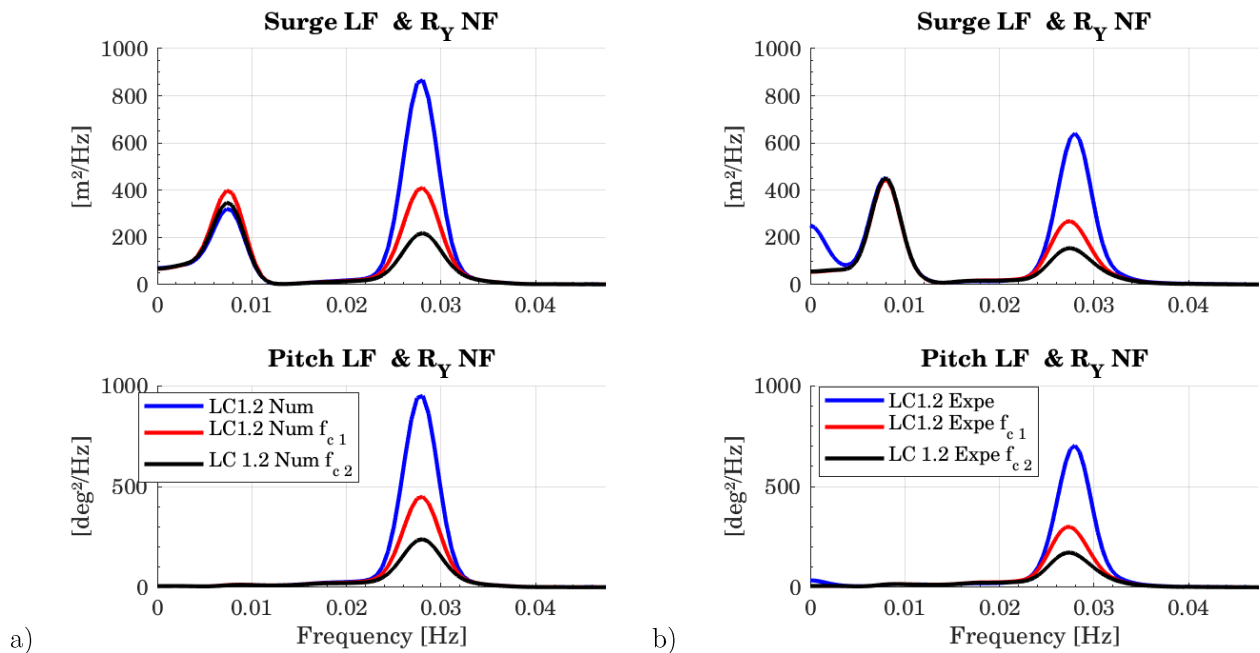 Surge LF & R_Y NF
1000
800
600
400
200
0
[m²/Hz]
0 0.01 0.02 0.03 0.04
Pitch LF & R_Y NF
1000
500
0
[deg²/Hz]
LC1.2 Num
LC1.2 Num f_c 1
LC 1.2 Num f_c 2
0 0.01 0.02 0.03 0.04
Frequency [Hz]
a)
Surge LF & R_Y NF
1000
800
600
400
200
0
[m²/Hz]
0 0.01 0.02 0.03 0.04
Pitch LF & R_Y NF
1000
500
0
[deg²/Hz]
LC1.2 Expe
LC1.2 Expe f_c 1
LC 1.2 Expe f_c 2
0 0.01 0.02 0.03 0.04
Frequency [Hz]
b)